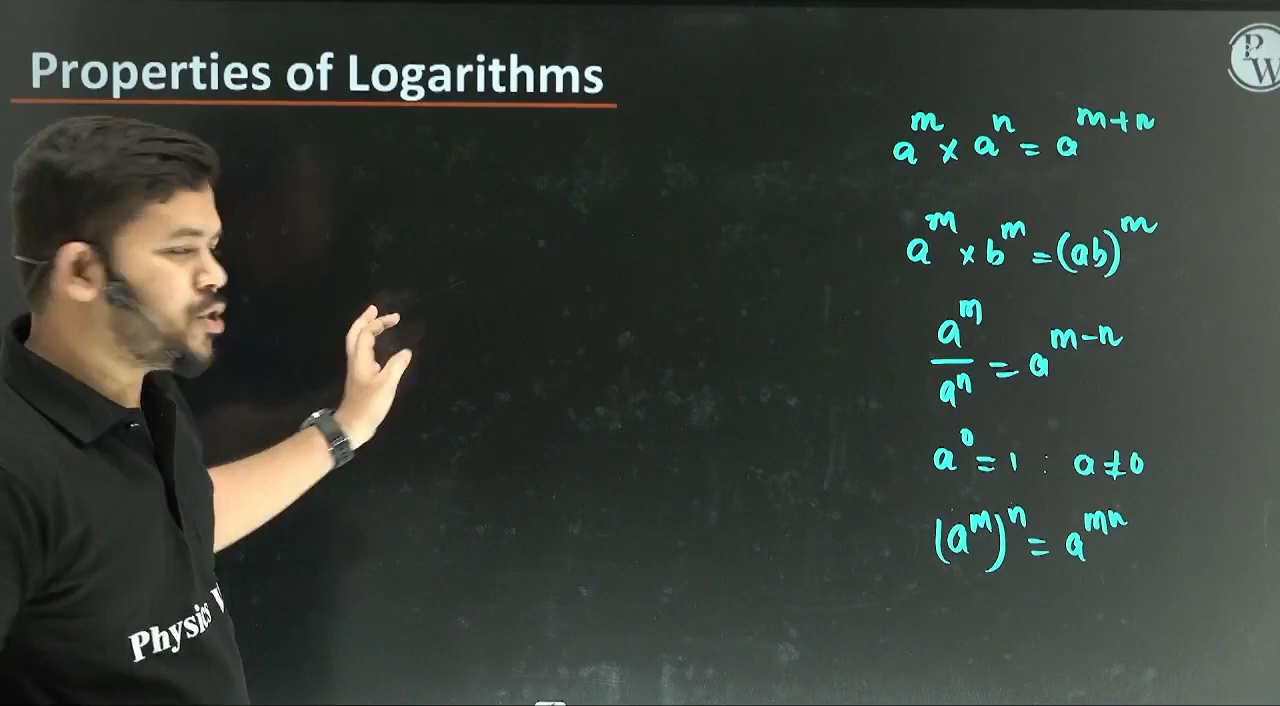 Properties of Logarithms
PW
a^m × a^n = a^{m+n}
a^m × b^m = (ab)^m
a^m / a^n = a^{m-n}
a^0 = 1 : a ≠ 0
(a^m)^n = a^{mn}
Physics W